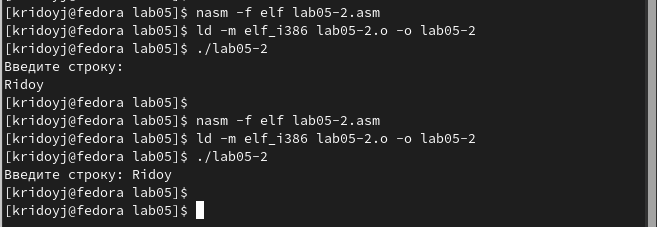 [kridoyj@fedora lab05]$ nasm -f elf lab05-2.asm
[kridoyj@fedora lab05]$ ld -m elf_i386 lab05-2.o -o lab05-2
[kridoyj@fedora lab05]$ ./lab05-2
Введите строку:
Ridoy
[kridoyj@fedora lab05]$
[kridoyj@fedora lab05]$ nasm -f elf lab05-2.asm
[kridoyj@fedora lab05]$ ld -m elf_i386 lab05-2.o -o lab05-2
[kridoyj@fedora lab05]$ ./lab05-2
Введите строку: Ridoy
[kridoyj@fedora lab05]$
[kridoyj@fedora lab05]$